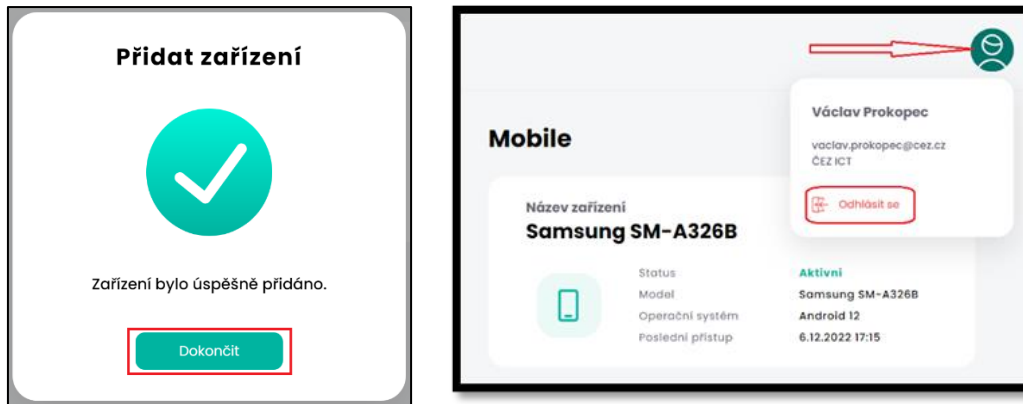 Přidat zařízení
Zařízení bylo úspěšně přidáno.
Dokončit
Václav Prokopec
vaclav.prokopec@cez.cz
ČEZ ICT
Odhlásit se
Mobile
Název zařízení
Samsung SM-A326B
Status Aktivní
Model Samsung SM-A326B
Operační systém Android 12
Poslední přístup 6.12.2022 17:15